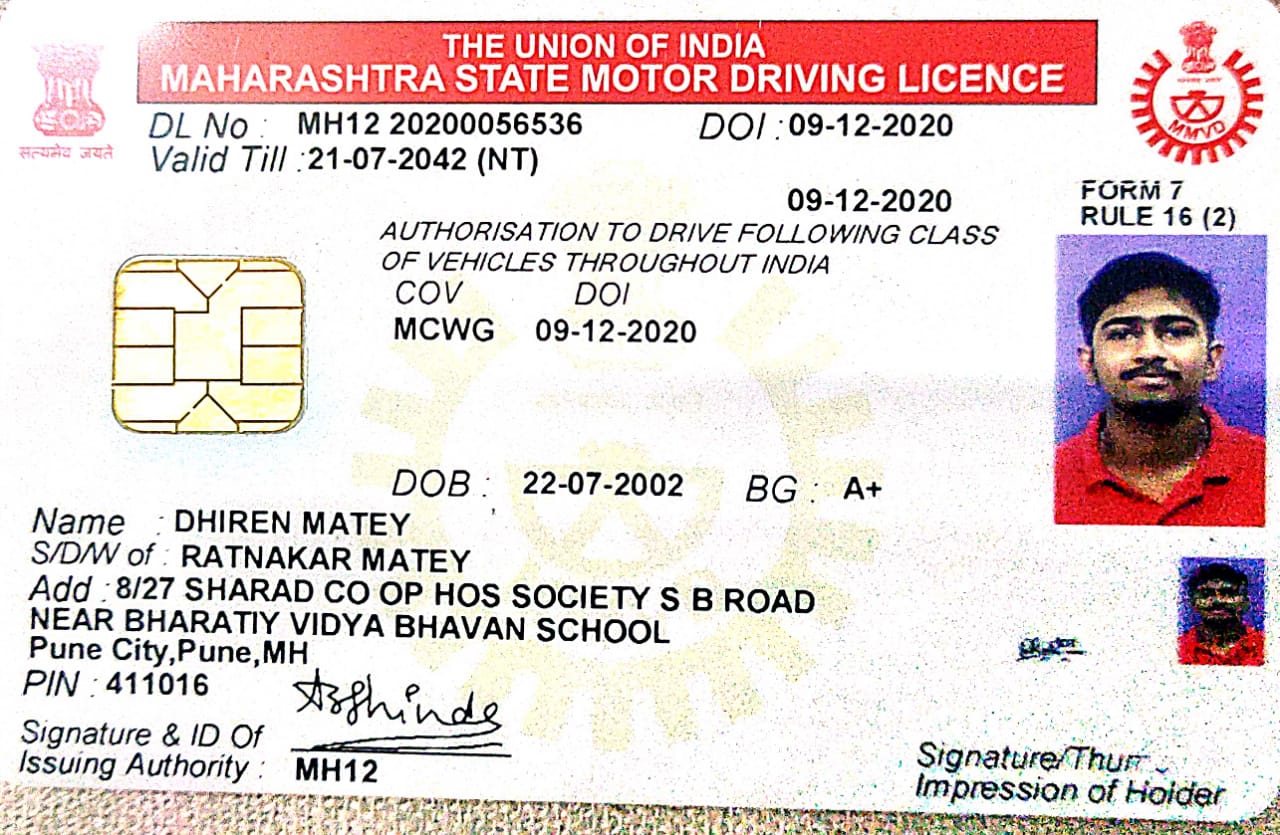 THE UNION OF INDIA
MAHARASHTRA STATE MOTOR DRIVING LICENCE
सत्यमेव जयते
MMVD
DL No : MH12 20200056536 DOI : 09-12-2020
Valid Till : 21-07-2042 (NT)
09-12-2020
FORM 7
RULE 16 (2)
AUTHORISATION TO DRIVE FOLLOWING CLASS
OF VEHICLES THROUGHOUT INDIA
COV DOI
MCWG 09-12-2020
DOB : 22-07-2002 BG : A+
Name : DHIREN MATEY
S/D/W of : RATNAKAR MATEY
Add : 8/27 SHARAD CO OP HOS SOCIETY S B ROAD
NEAR BHARATIY VIDYA BHAVAN SCHOOL
Pune City,Pune,MH
PIN : 411016
Signature & ID Of
Issuing Authority : MH12
Signature/Thum
Impression of Holder